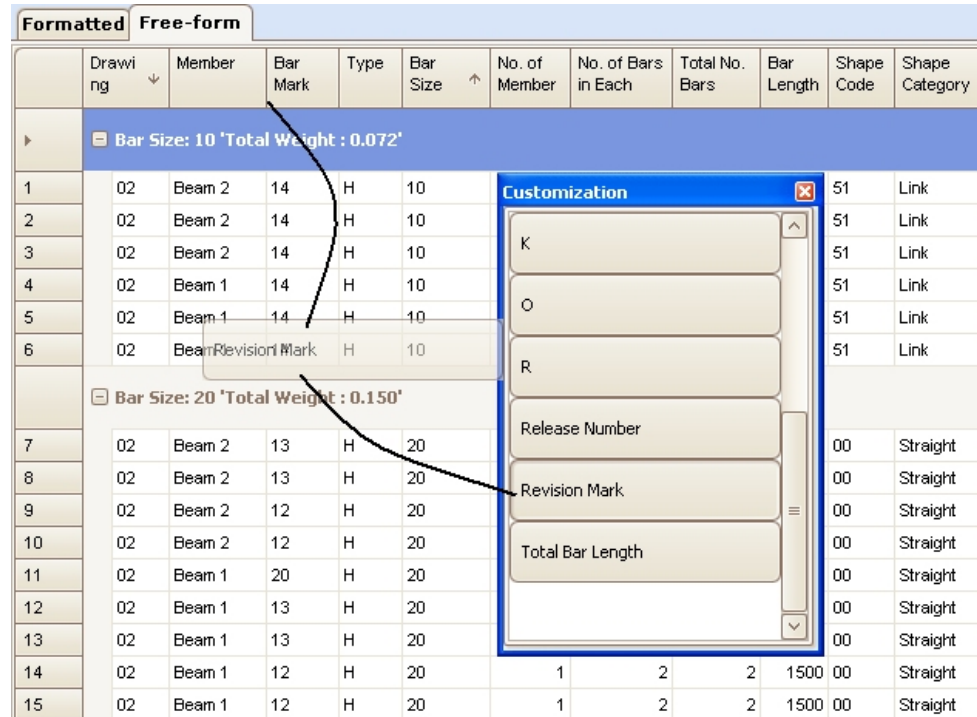 Formatted Free-form
Drawi ng Member Bar Mark Type Bar Size No. of Member No. of Bars in Each Total No. Bars Bar Length Shape Code Shape Category
Bar Size: 10 'Total Weight : 0.072'
1 02 Beam 2 14 H 10 51 Link
2 02 Beam 2 14 H 10 51 Link
3 02 Beam 2 14 H 10 51 Link
4 02 Beam 1 14 H 10 51 Link
5 02 Beam 1 14 H 10 51 Link
6 02 Beam H 10 51 Link
Revision Mark
Bar Size: 20 'Total Weight : 0.150'
7 02 Beam 2 13 H 20 00 Straight
8 02 Beam 2 13 H 20 00 Straight
9 02 Beam 2 12 H 20 00 Straight
10 02 Beam 2 12 H 20 00 Straight
11 02 Beam 1 20 H 20 00 Straight
12 02 Beam 1 13 H 20 00 Straight
13 02 Beam 1 13 H 20 00 Straight
14 02 Beam 1 12 H 20 1 2 2 1500 00 Straight
15 02 Beam 1 12 H 20 1 2 2 1500 00 Straight
Customization
K
O
R
Release Number
Revision Mark
Total Bar Length